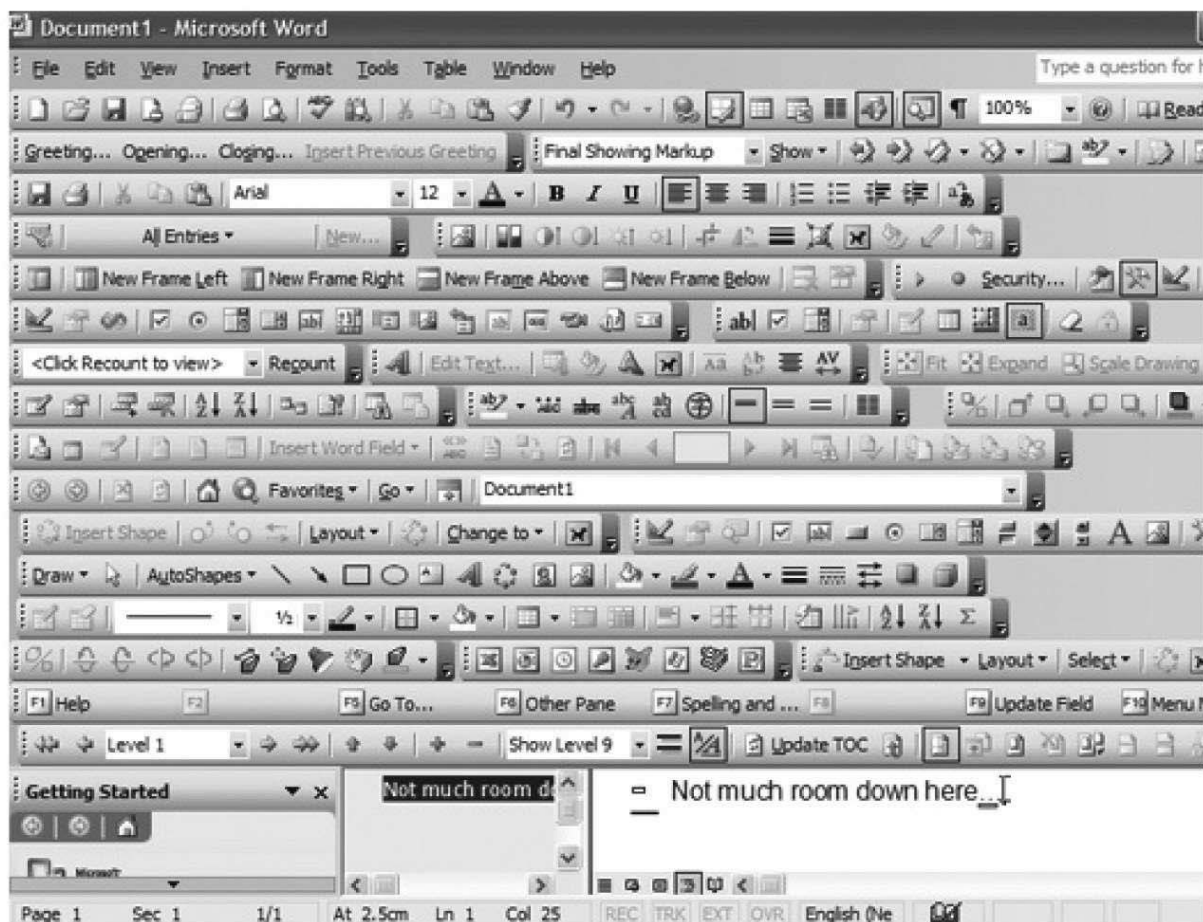 Document1 - Microsoft Word
File Edit View Insert Format Tools Table Window Help Type a question for
100% Read
Greeting... Opening... Closing... Insert Previous Greeting Final Showing Markup Show
Arial 12 A B I U
All Entries New...
New Frame Left New Frame Right New Frame Above New Frame Below Security...
abl
<Click Recount to view> Recount Edit Text... Fit Expand Scale Drawing
Insert Word Field
Favorites Go Document1
Insert Shape Layout Change to A
Draw AutoShapes A
½ Σ
Insert Shape Layout Select
F1 Help F2 F5 Go To... F6 Other Pane F7 Spelling and ... F8 F9 Update Field F10 Menu
Level 1 Show Level 9 Update TOC
Getting Started Not much room Not much room down here...
Microsoft
Page 1 Sec 1 1/1 At 2.5cm Ln 1 Col 25 REC TRK EXT OVR English (Ne